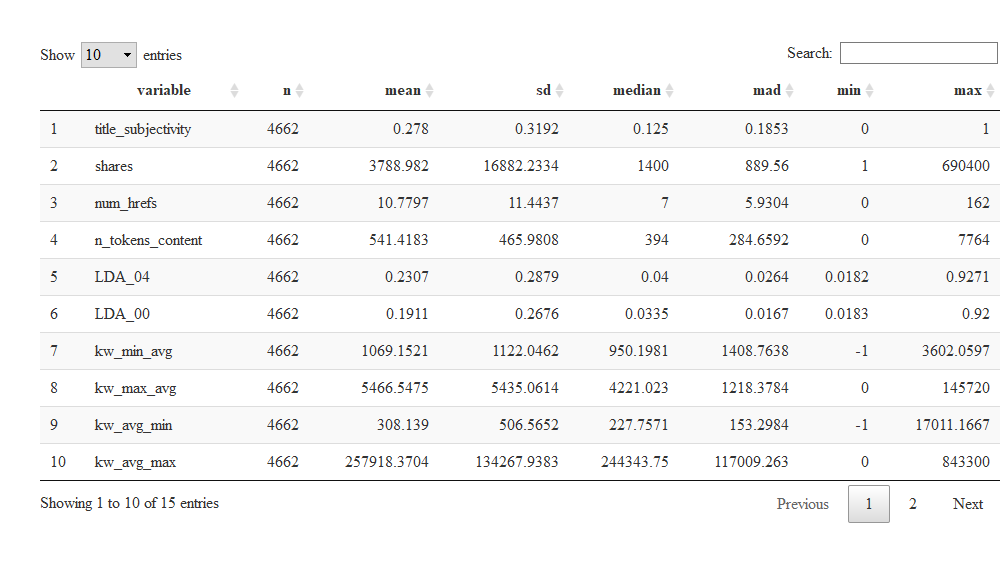 Show 10 entries Search:
variable n mean sd median mad min max
1 title_subjectivity 4662 0.278 0.3192 0.125 0.1853 0 1
2 shares 4662 3788.982 16882.2334 1400 889.56 1 690400
3 num_hrefs 4662 10.7797 11.4437 7 5.9304 0 162
4 n_tokens_content 4662 541.4183 465.9808 394 284.6592 0 7764
5 LDA_04 4662 0.2307 0.2879 0.04 0.0264 0.0182 0.9271
6 LDA_00 4662 0.1911 0.2676 0.0335 0.0167 0.0183 0.92
7 kw_min_avg 4662 1069.1521 1122.0462 950.1981 1408.7638 -1 3602.0597
8 kw_max_avg 4662 5466.5475 5435.0614 4221.023 1218.3784 0 145720
9 kw_avg_min 4662 308.139 506.5652 227.7571 153.2984 -1 17011.1667
10 kw_avg_max 4662 257918.3704 134267.9383 244343.75 117009.263 0 843300
Showing 1 to 10 of 15 entries Previous 1 2 Next